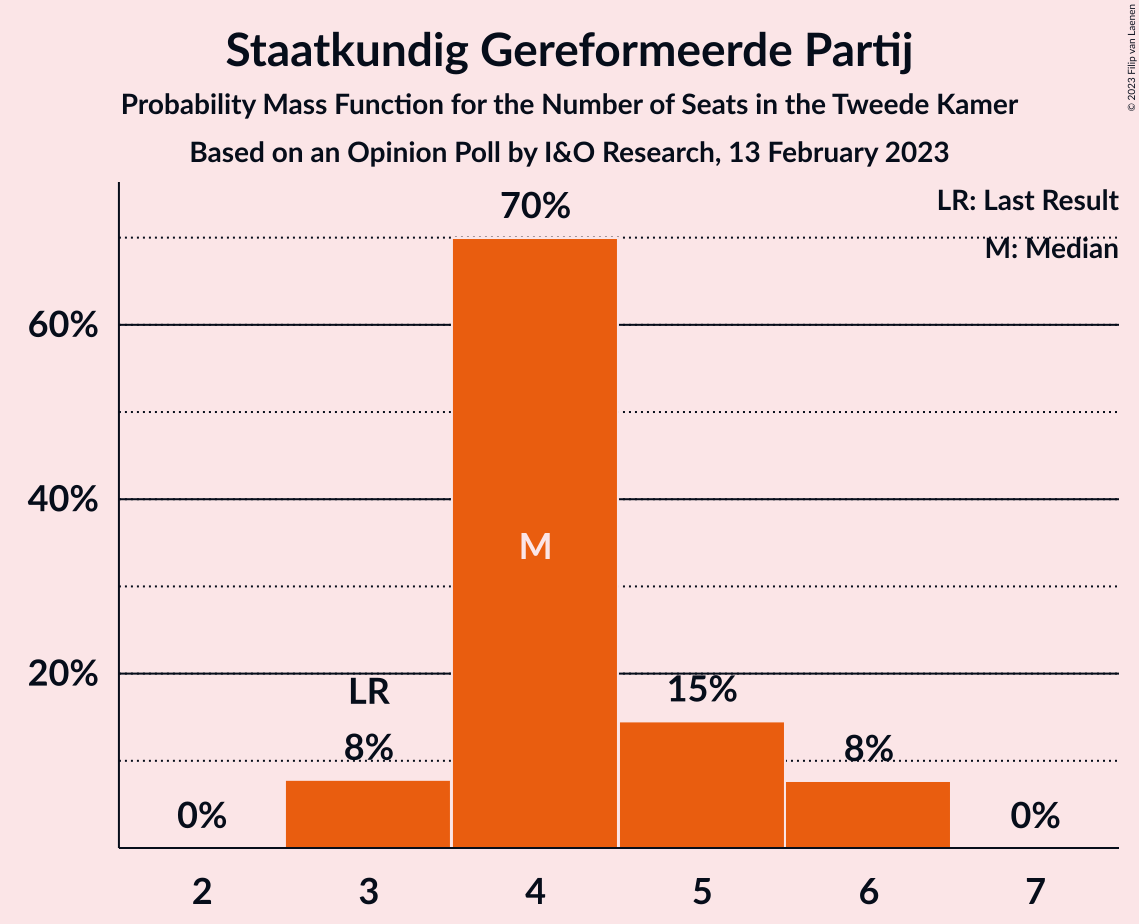 Staatkundig Gereformeerde Partij
Probability Mass Function for the Number of Seats in the Tweede Kamer
Based on an Opinion Poll by I&O Research, 13 February 2023
© 2023 Filip van Laenen
LR: Last Result
M: Median
70%
60%
40%
20%
M
LR
15%
8%
8%
0%
0%
2 3 4 5 6 7